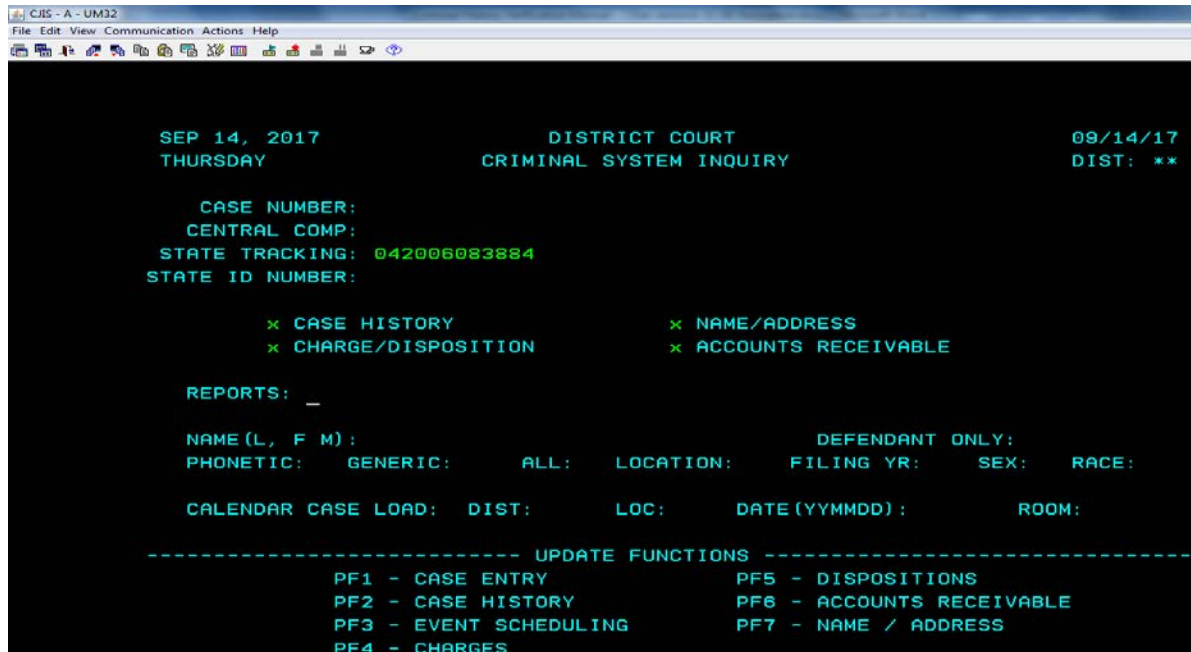 CJIS - A - UM32
File Edit View Communication Actions Help
SEP 14, 2017 DISTRICT COURT 09/14/17
THURSDAY CRIMINAL SYSTEM INQUIRY DIST: **
CASE NUMBER:
CENTRAL COMP:
STATE TRACKING: 042006083884
STATE ID NUMBER:
x CASE HISTORY x NAME/ADDRESS
x CHARGE/DISPOSITION x ACCOUNTS RECEIVABLE
REPORTS: _
NAME(L, F M): DEFENDANT ONLY:
PHONETIC: GENERIC: ALL: LOCATION: FILING YR: SEX: RACE:
CALENDAR CASE LOAD: DIST: LOC: DATE(YYMMDD): ROOM:
---------------------------- UPDATE FUNCTIONS --------------------------------
PF1 - CASE ENTRY PF5 - DISPOSITIONS
PF2 - CASE HISTORY PF6 - ACCOUNTS RECEIVABLE
PF3 - EVENT SCHEDULING PF7 - NAME / ADDRESS
PF4 - CHARGES